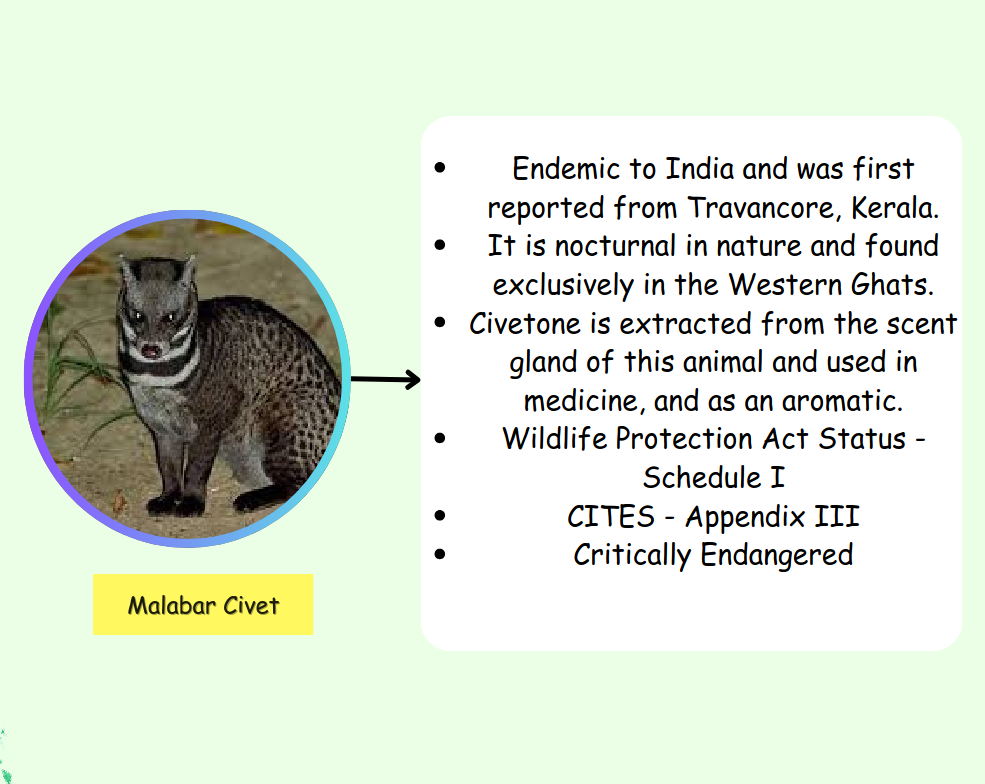 • Endemic to India and was first
reported from Travancore, Kerala.
• It is nocturnal in nature and found
exclusively in the Western Ghats.
• Civetone is extracted from the scent
gland of this animal and used in
medicine, and as an aromatic.
• Wildlife Protection Act Status -
Schedule I
• CITES - Appendix III
• Critically Endangered
Malabar Civet